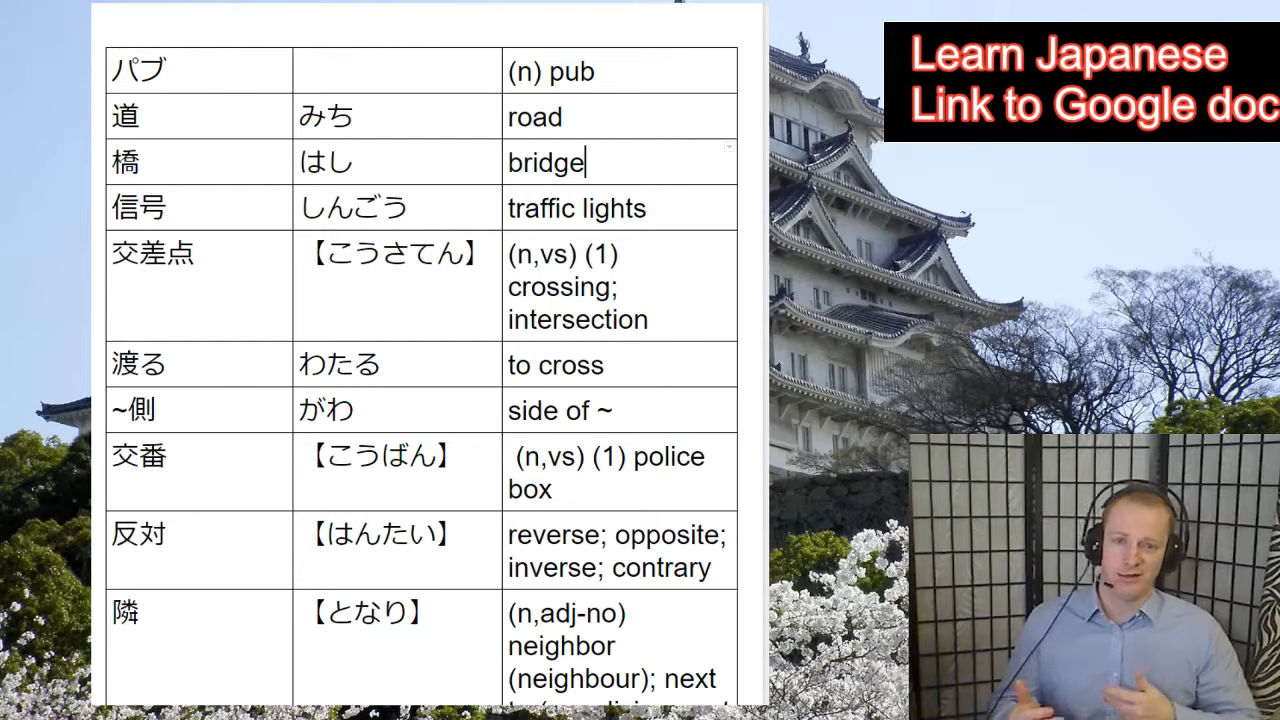 パブ (n) pub
道 みち road
橋 はし bridge
信号 しんごう traffic lights
交差点 【こうさてん】 (n,vs) (1)
crossing;
intersection
渡る わたる to cross
~側 がわ side of ~
交番 【こうばん】 (n,vs) (1) police
box
反対 【はんたい】 reverse; opposite;
inverse; contrary
隣 【となり】 (n,adj-no)
neighbor
(neighbour); next
Learn Japanese
Link to Google doc